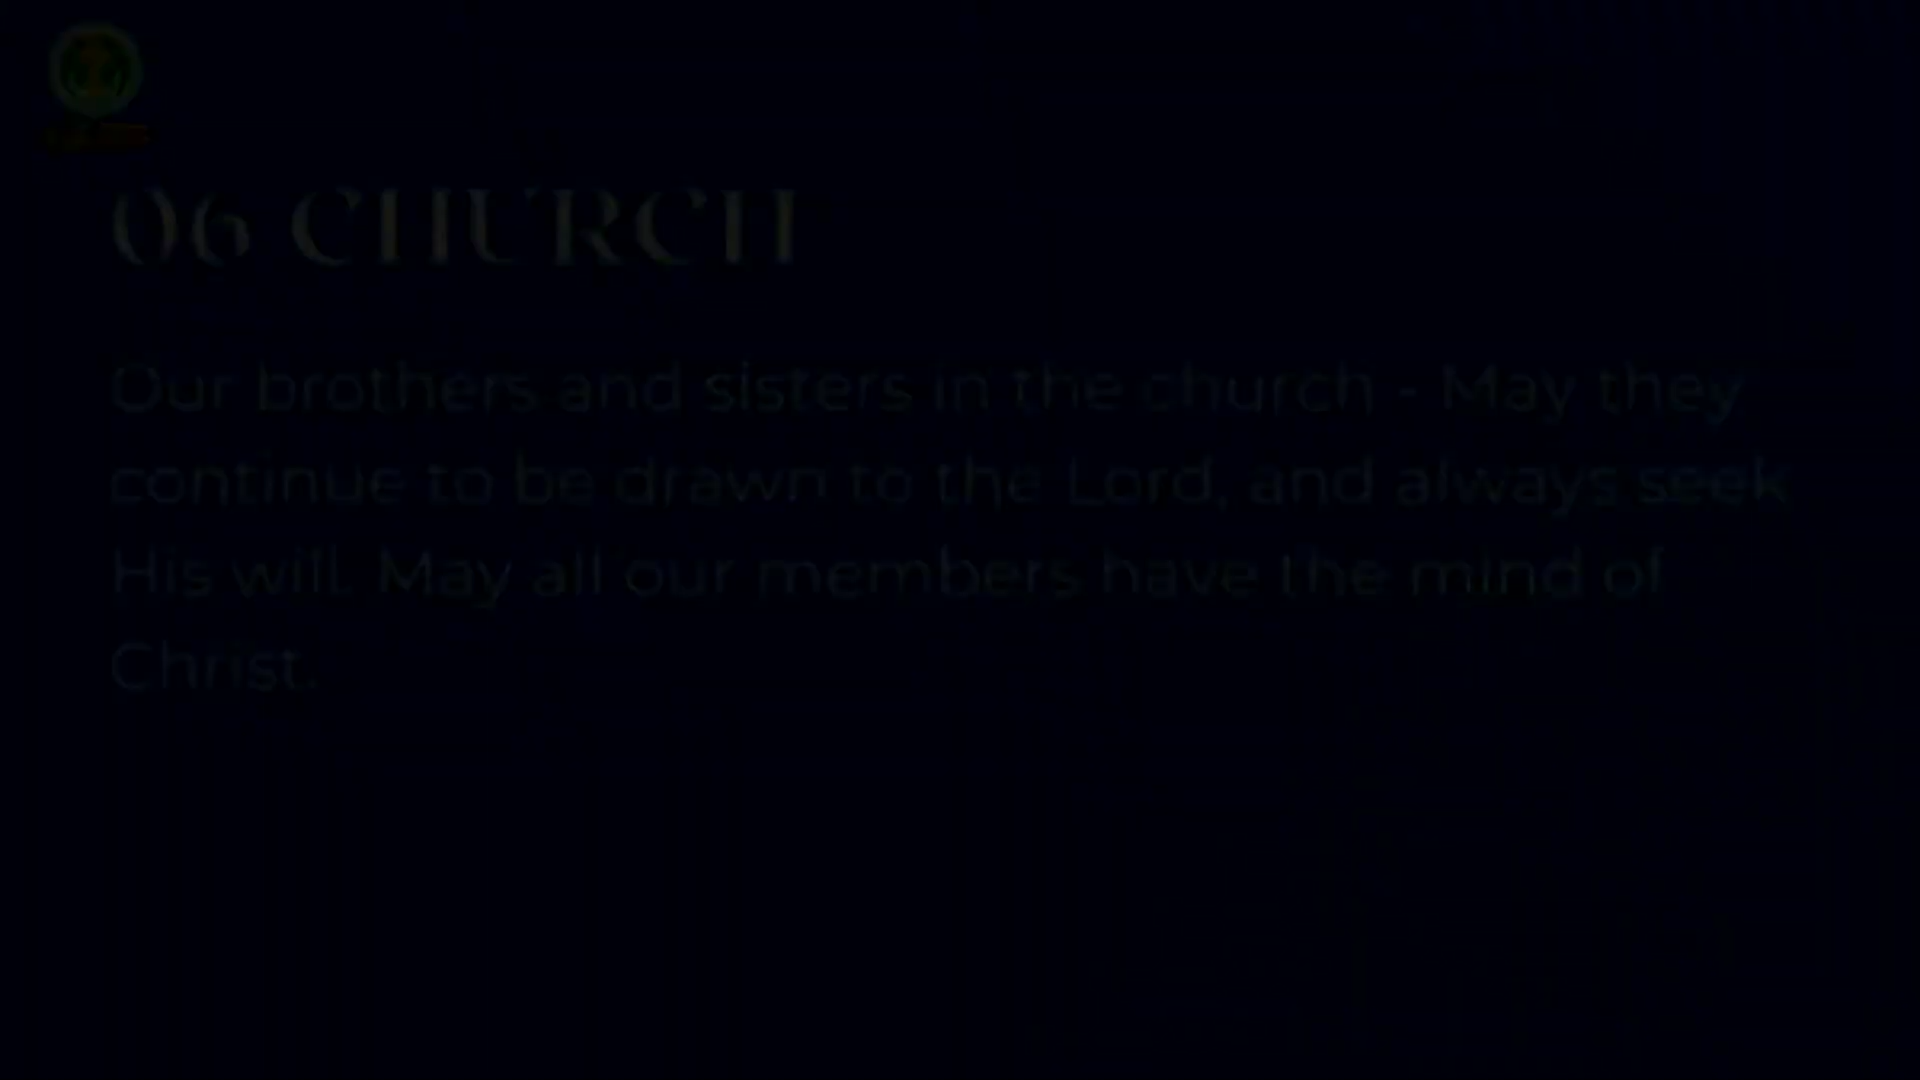 06 CHURCH
Our brothers and sisters in the church - May they
continue to be drawn to the Lord, and always seek
His will. May all our members have the mind of
Christ.